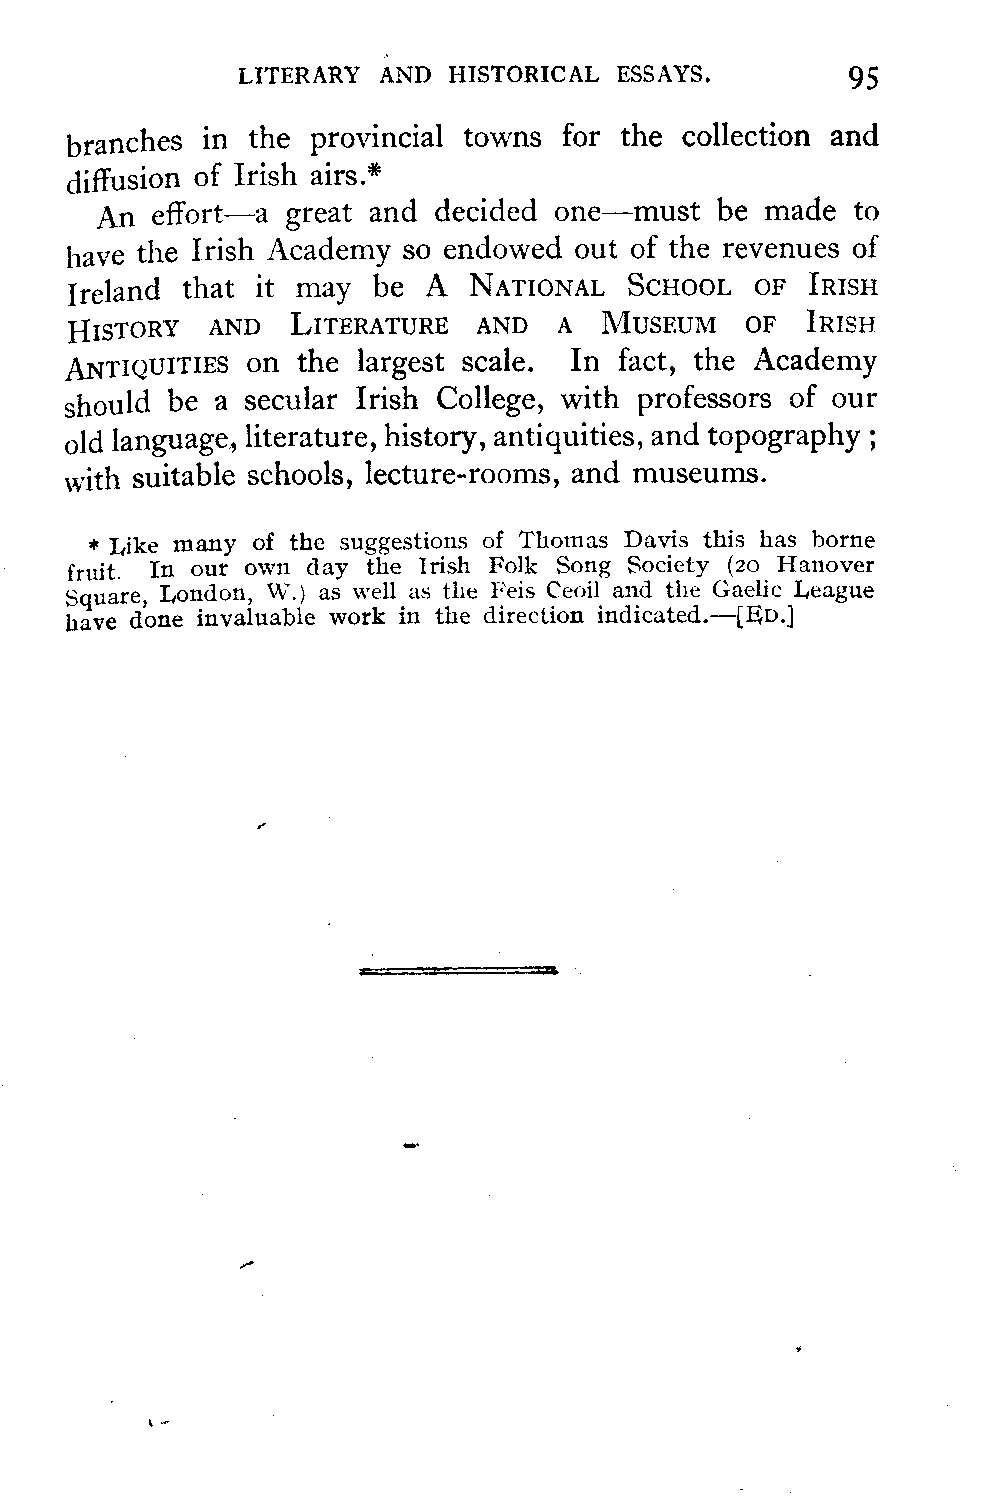 LITERARY AND HISTORICAL ESSAYS. 95
branches in the provincial towns for the collection and
diffusion of Irish airs.*
An effort—a great and decided one—must be made to
have the Irish Academy so endowed out of the revenues of
Ireland that it may be A NATIONAL SCHOOL OF IRISH
HISTORY AND LITERATURE AND A MUSEUM OF IRISH
ANTIQUITIES on the largest scale. In fact, the Academy
should be a secular Irish College, with professors of our
old language, literature, history, antiquities, and topography ;
with suitable schools, lecture-rooms, and museums.
* Like many of the suggestions of Thomas Davis this has borne
fruit. In our own day the Irish Folk Song Society (20 Hanover
Square, London, W.) as well as the Feis Ceoil and the Gaelic League
have done invaluable work in the direction indicated.—[ED.]